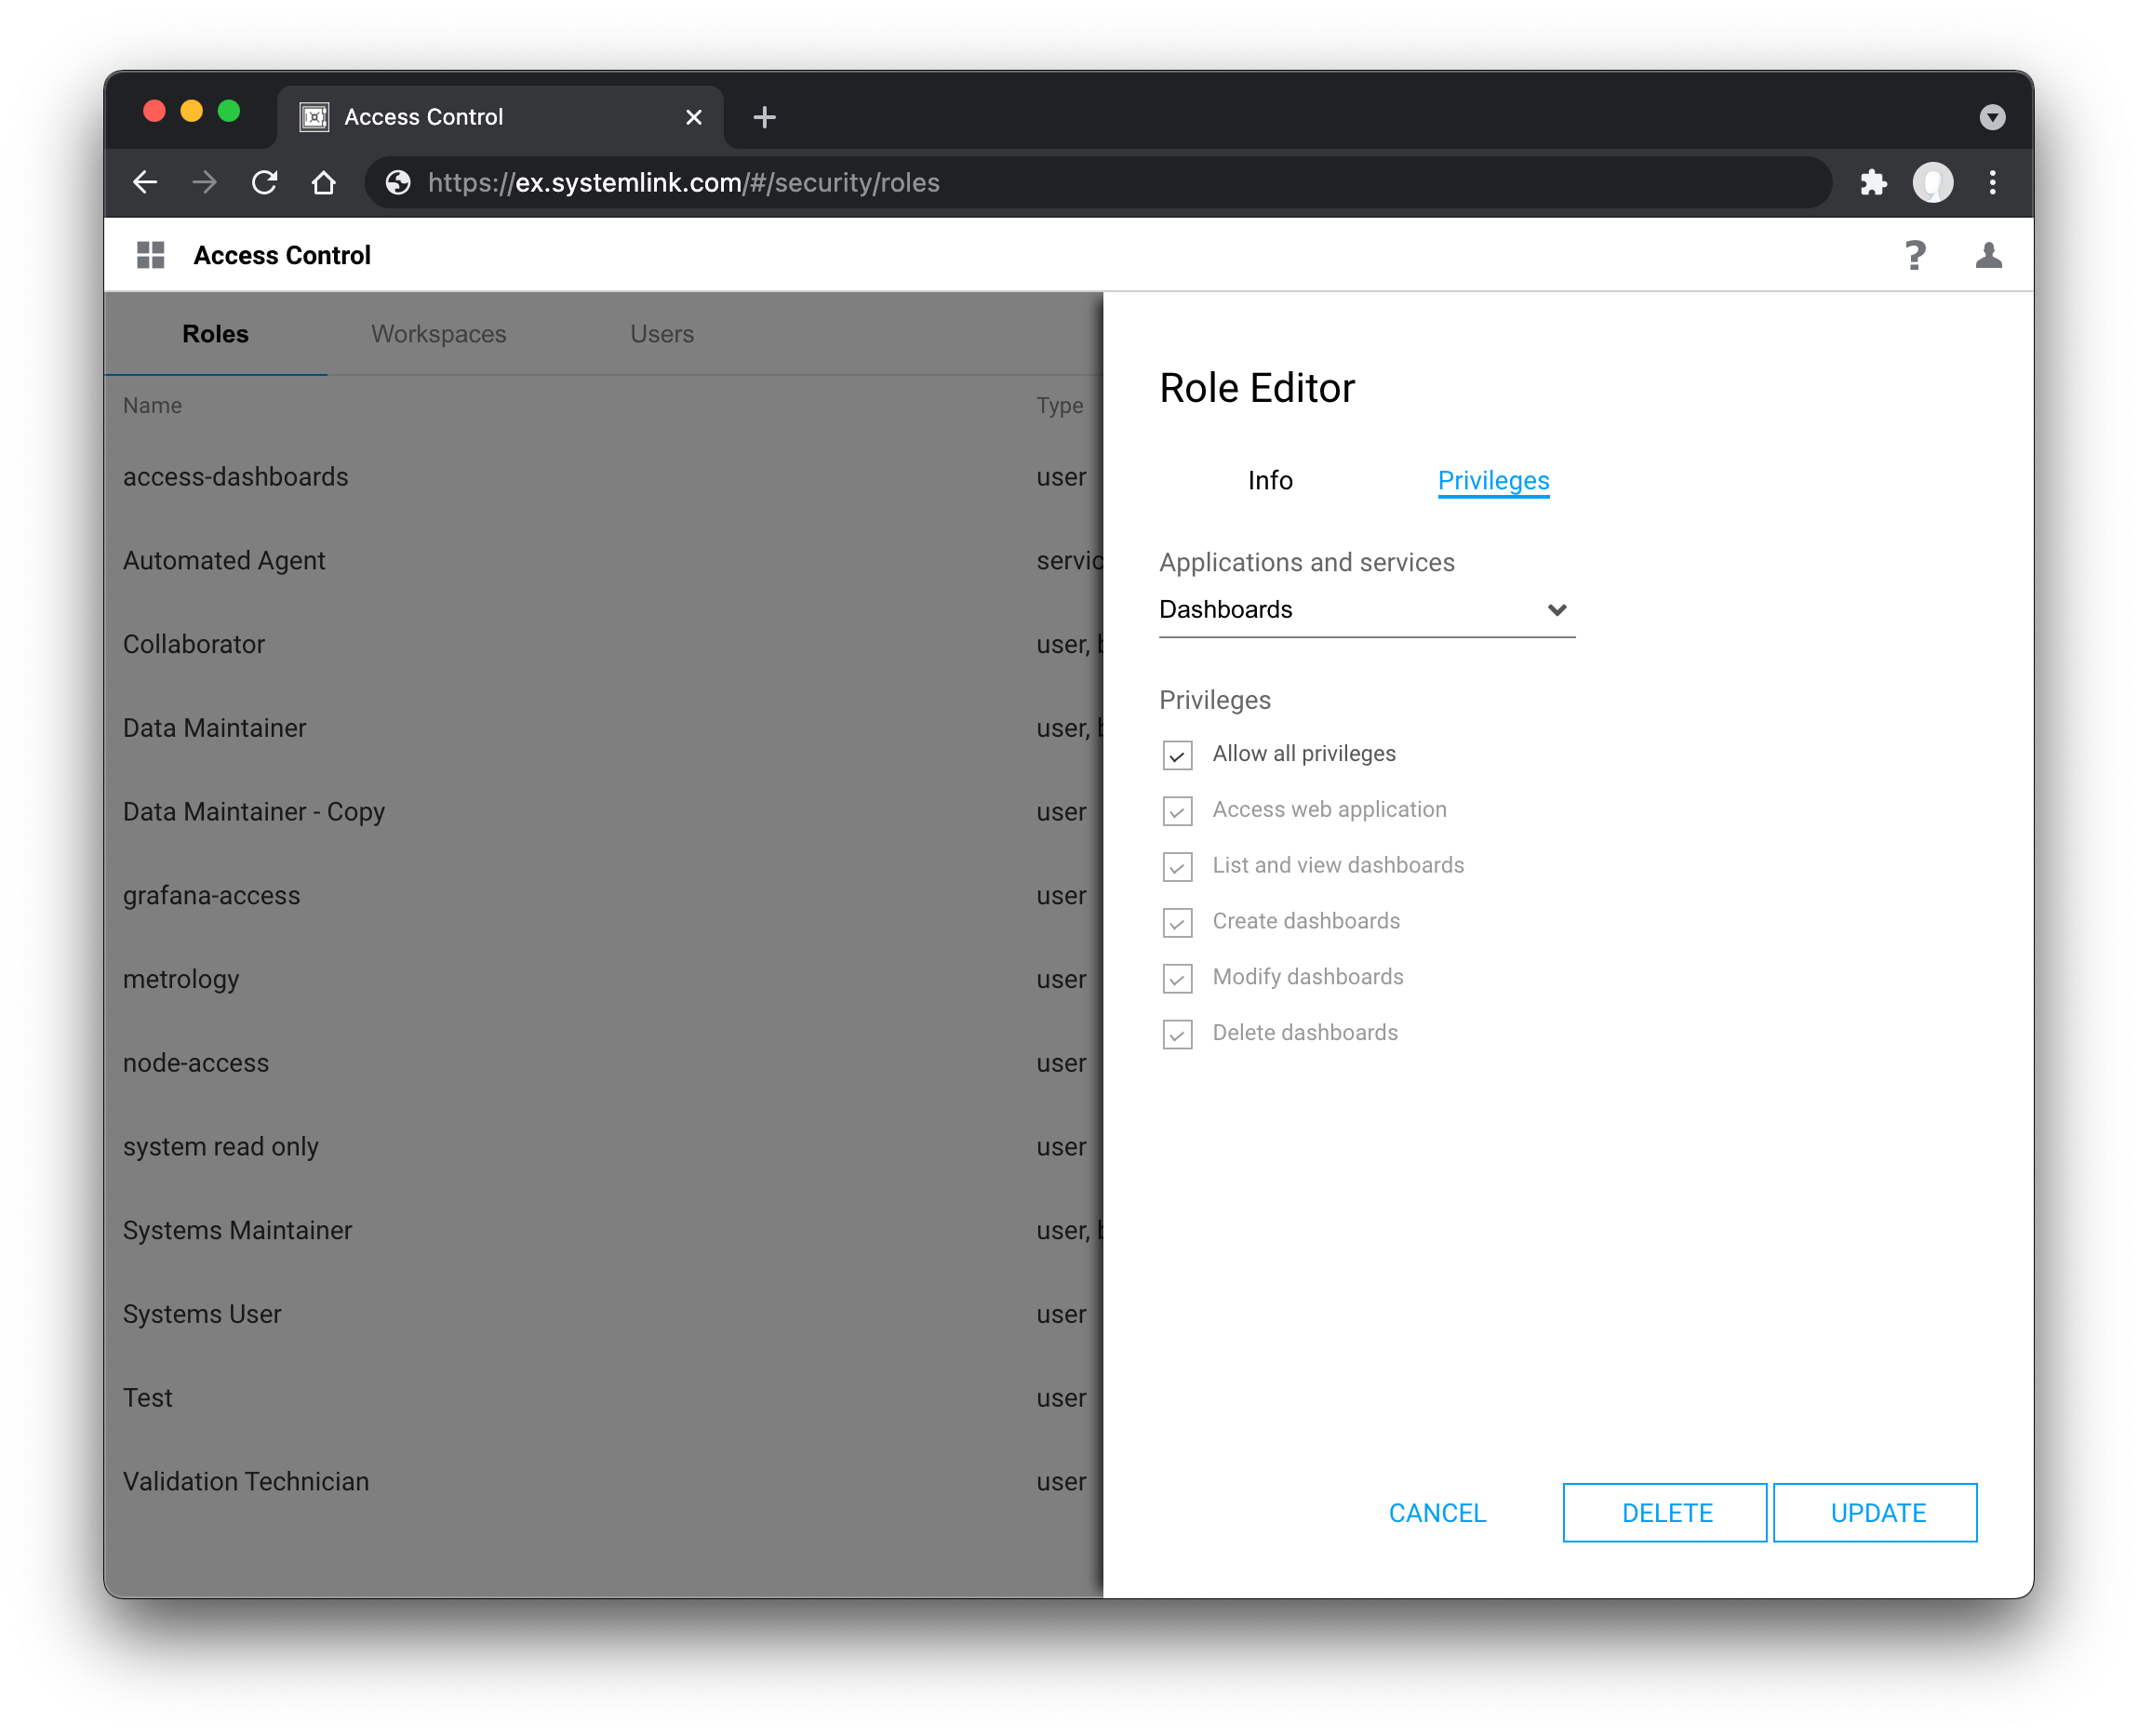 Access Control
https://ex.systemlink.com/#/security/roles
Access Control
?
Roles Workspaces Users
Name Type
access-dashboards user
Automated Agent servic
Collaborator user, b
Data Maintainer user, b
Data Maintainer - Copy user
grafana-access user
metrology user
node-access user
system read only user
Systems Maintainer user, b
Systems User user
Test user
Validation Technician user
Role Editor
Info Privileges
Applications and services
Dashboards
Privileges
Allow all privileges
Access web application
List and view dashboards
Create dashboards
Modify dashboards
Delete dashboards
CANCEL DELETE UPDATE